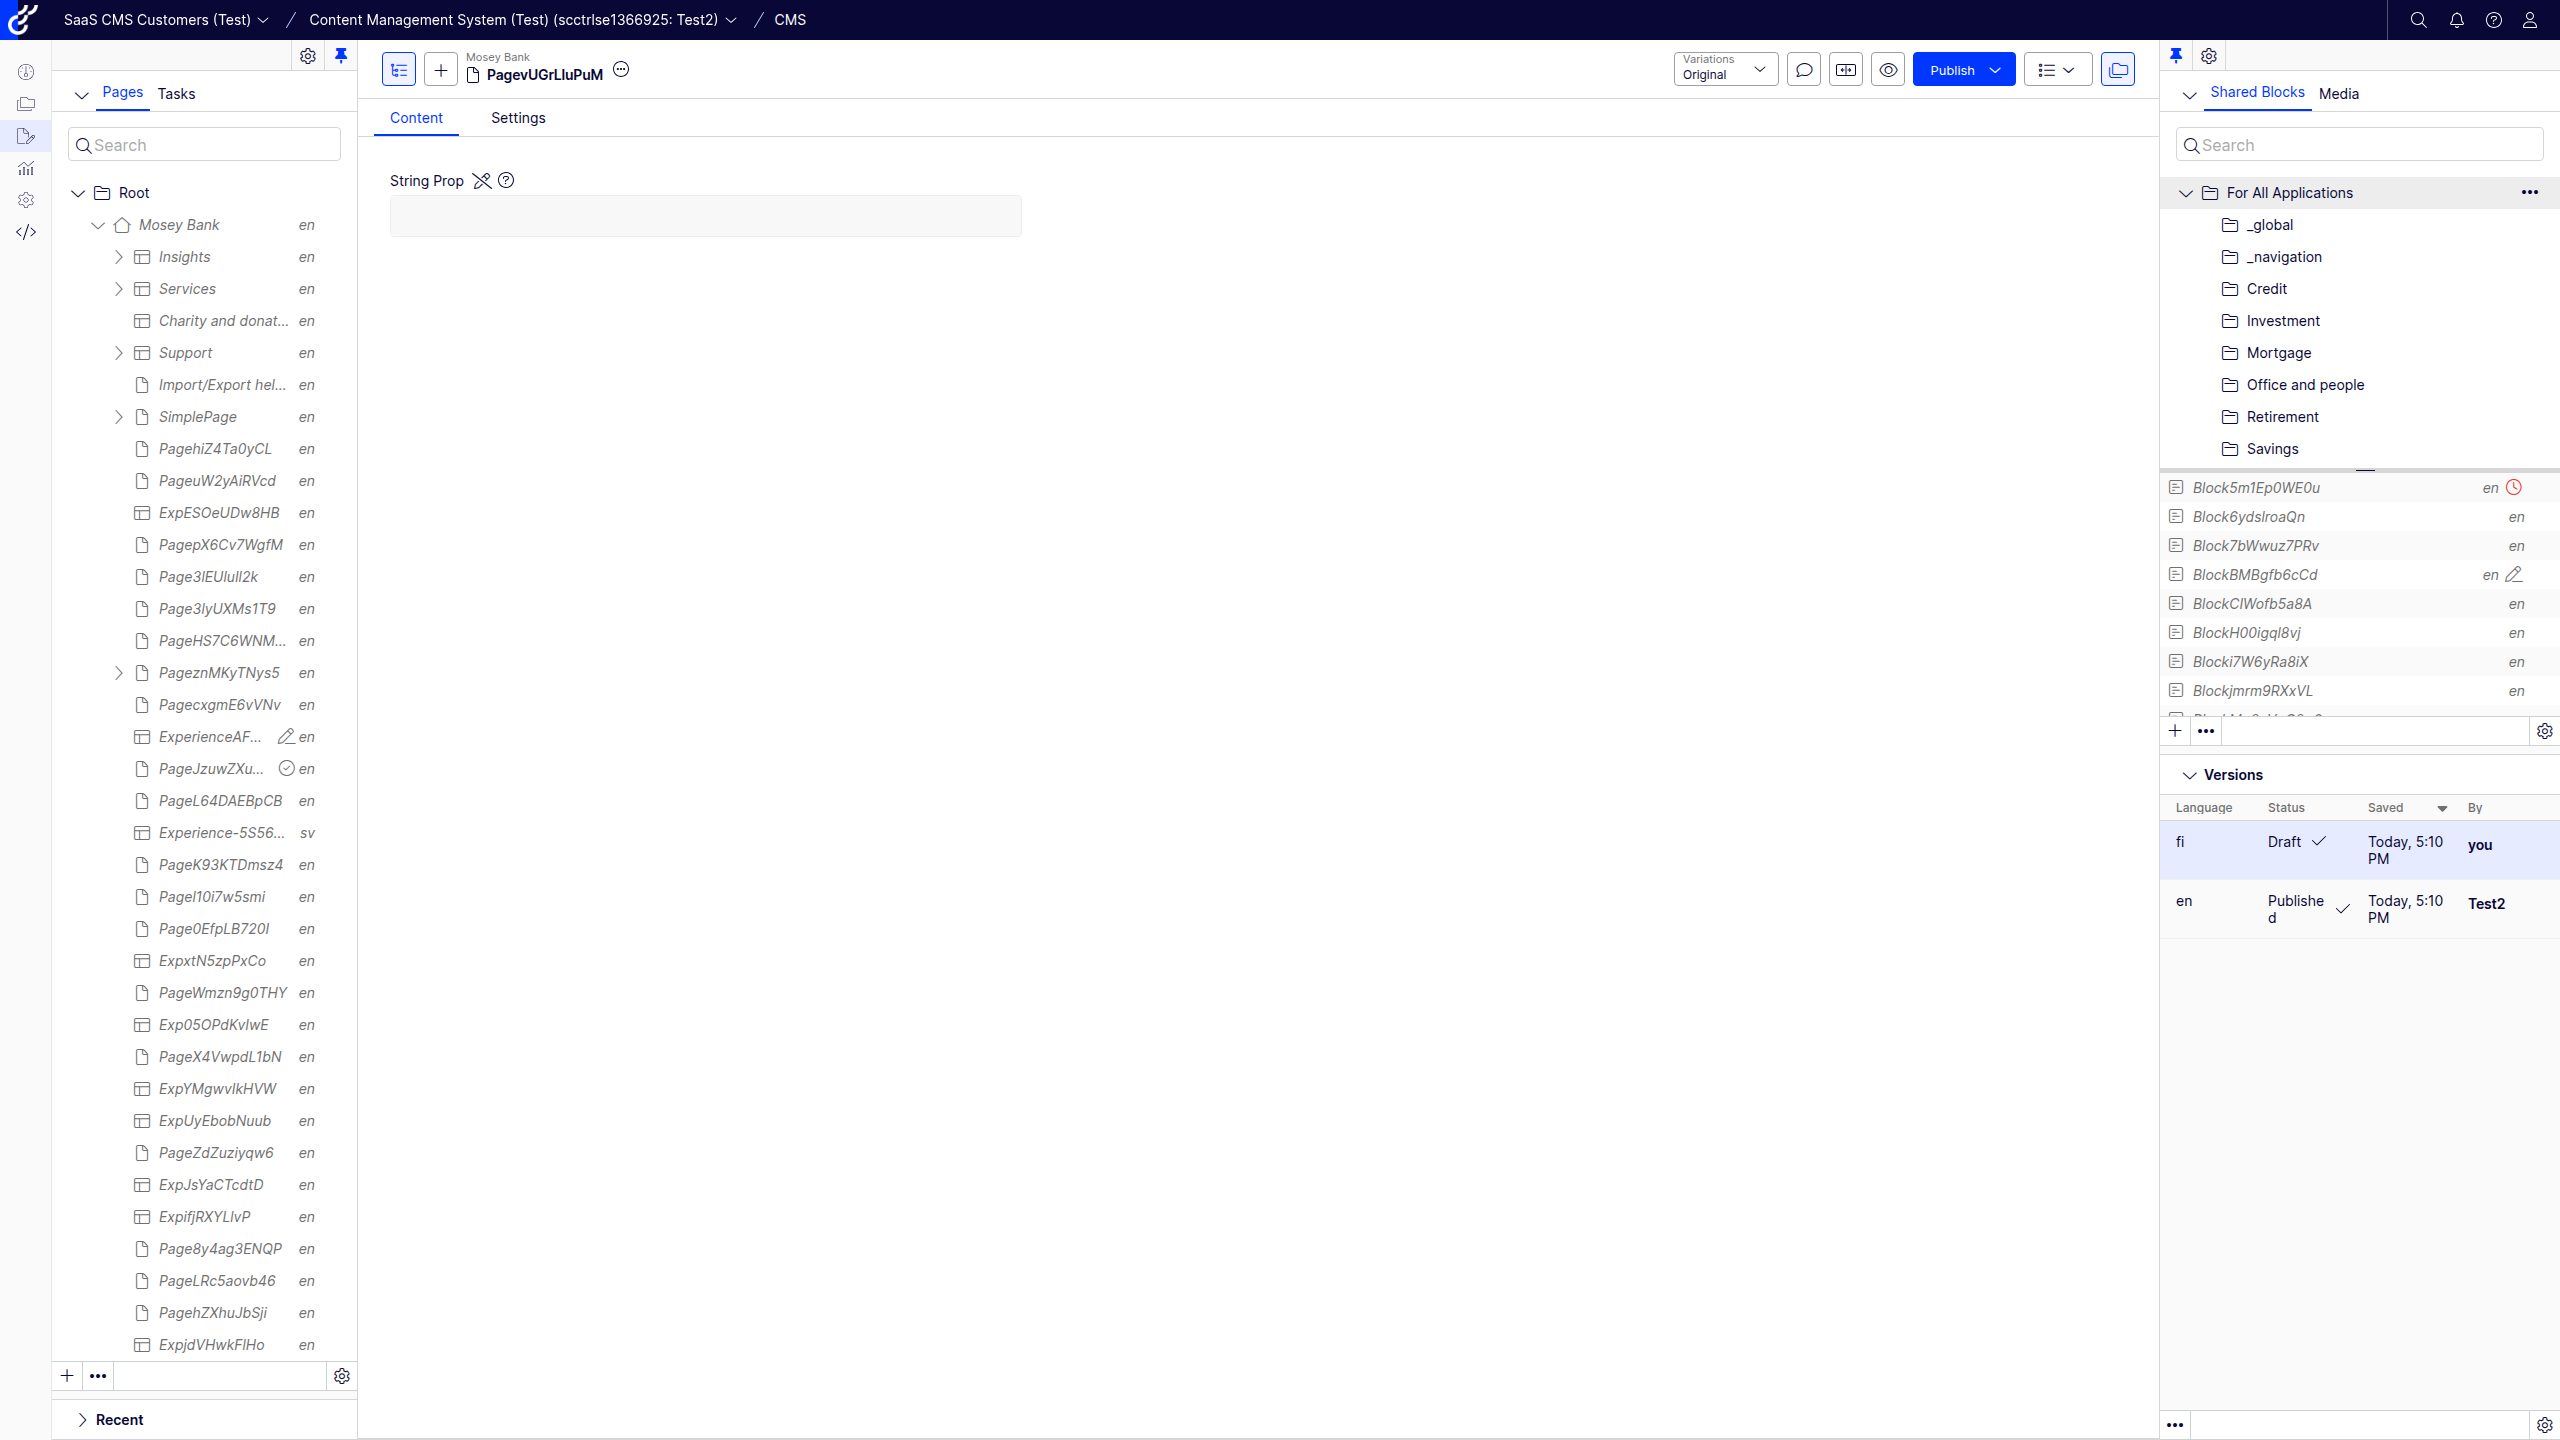 SaaS CMS Customers (Test) / Content Management System (Test) (scctrlse1366925: Test2) / CMS
Pages Tasks
Search
Root
Mosey Bank en
Insights en
Services en
Charity and donat... en
Support en
Import/Export hel... en
SimplePage en
PagehiZ4Ta0yCL en
PageuW2yAiRVcd en
ExpESOeUDw8HB en
PagepX6Cv7WgfM en
Page3lEUluIl2k en
Page3lyUXMs1T9 en
PageHS7C6WNM... en
PageznMKyTNys5 en
PagecxgmE6vVNv en
ExperienceAF... en
PageJzuwZXu... en
PageL64DAEBpCB en
Experience-5S56... sv
PageK93KTDmsz4 en
PageI10i7w5smi en
Page0EfpLB720I en
ExpxtN5zpPxCo en
PageWmzn9g0THY en
Exp05OPdKvIwE en
PageX4VwpdL1bN en
ExpYMgwvIkHVW en
ExpUyEbobNuub en
PageZdZuziyqw6 en
ExpJsYaCTcdtD en
ExpifjRXYLlvP en
Page8y4ag3ENQP en
PageLRc5aovb46 en
PagehZXhuJbSji en
ExpjdVHwkFlHo en
Recent
Mosey Bank
PagevUGrLluPuM
Variations
Original
Publish
Content Settings
String Prop
Shared Blocks Media
Search
For All Applications
_global
_navigation
Credit
Investment
Mortgage
Office and people
Retirement
Savings
Block5m1Ep0WE0u en
Block6ydslroaQn en
Block7bWwuz7PRv en
BlockBMBgfb6cCd en
BlockClWofb5a8A en
BlockH00igql8vj en
Blocki7W6yRa8iX en
Blockjmrm9RXxVL en
Versions
Language Status Saved By
fi Draft Today, 5:10 PM you
en Published Today, 5:10 PM Test2